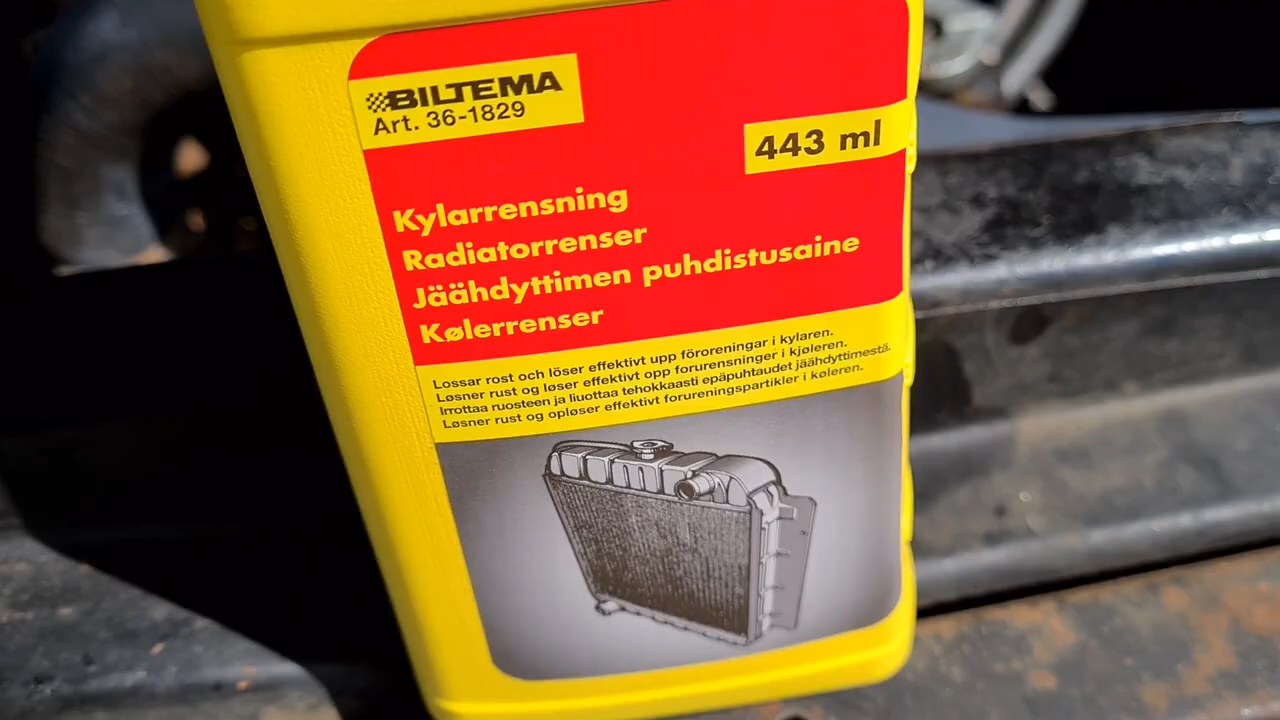 BILTEMA
Art. 36-1829
443 ml
Kylarrensning
Radiatorrenser
Jäähdyttimen puhdistusaine
Kølerrenser
Lossar rost och löser effektivt upp föroreningar i kylaren.
Løsner rust og løser effektivt opp forurensninger i kjøleren.
Irrottaa ruosteen ja liuottaa tehokkaasti epäpuhtaudet jäähdyttimestä.
Løsner rust og opløser effektivt forureningspartikler i køleren.